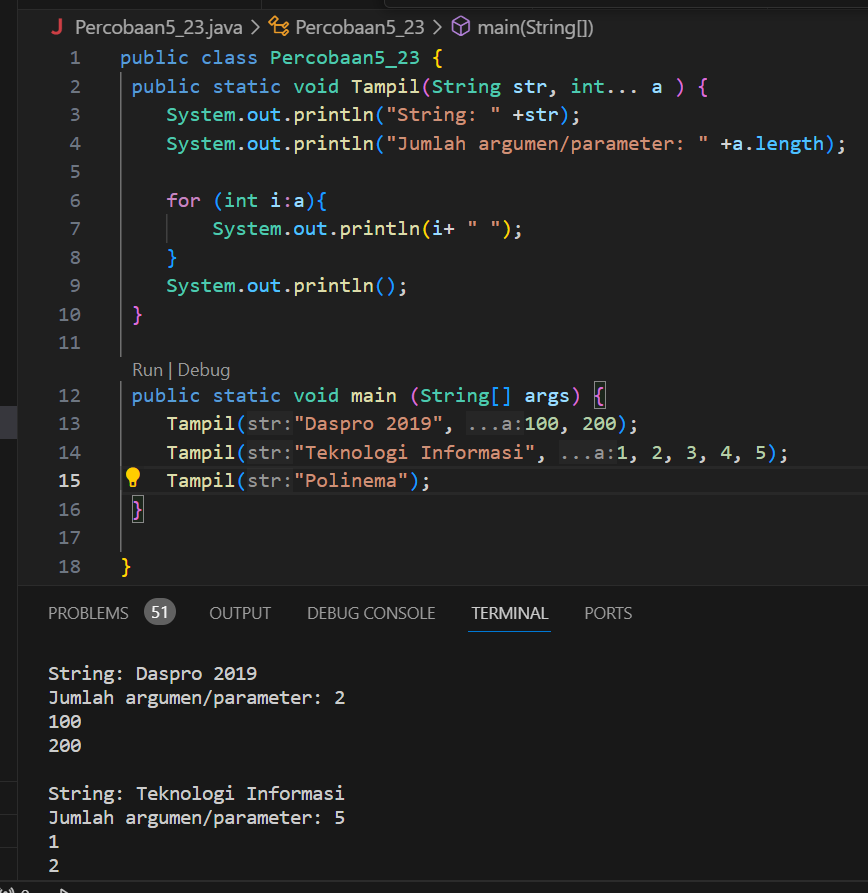 J Percobaan5_23.java > Percobaan5_23 > main(String[])
1 public class Percobaan5_23 {
2 public static void Tampil(String str, int... a ) {
3 System.out.println("String: " +str);
4 System.out.println("Jumlah argumen/parameter: " +a.length);
5
6 for (int i:a){
7 System.out.println(i+ " ");
8 }
9 System.out.println();
10 }
11
Run | Debug
12 public static void main (String[] args) {
13 Tampil(str:"Daspro 2019", ...a:100, 200);
14 Tampil(str:"Teknologi Informasi", ...a:1, 2, 3, 4, 5);
15 Tampil(str:"Polinema");
16 }
17
18 }
PROBLEMS 51 OUTPUT DEBUG CONSOLE TERMINAL PORTS
String: Daspro 2019
Jumlah argumen/parameter: 2
100
200
String: Teknologi Informasi
Jumlah argumen/parameter: 5
1
2